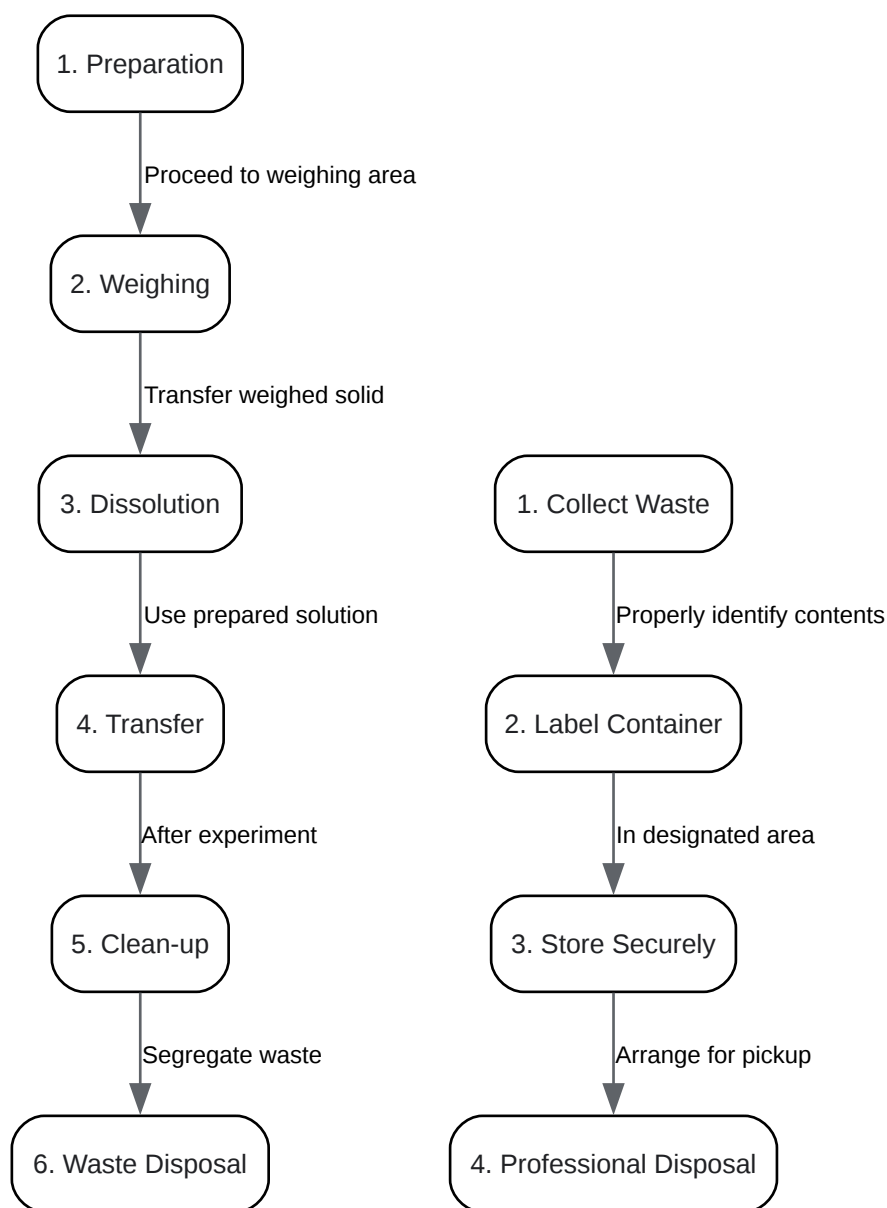 1. Preparation
Proceed to weighing area
2. Weighing
Transfer weighed solid
3. Dissolution
Use prepared solution
4. Transfer
After experiment
5. Clean-up
Segregate waste
6. Waste Disposal
1. Collect Waste
Properly identify contents
2. Label Container
In designated area
3. Store Securely
Arrange for pickup
4. Professional Disposal